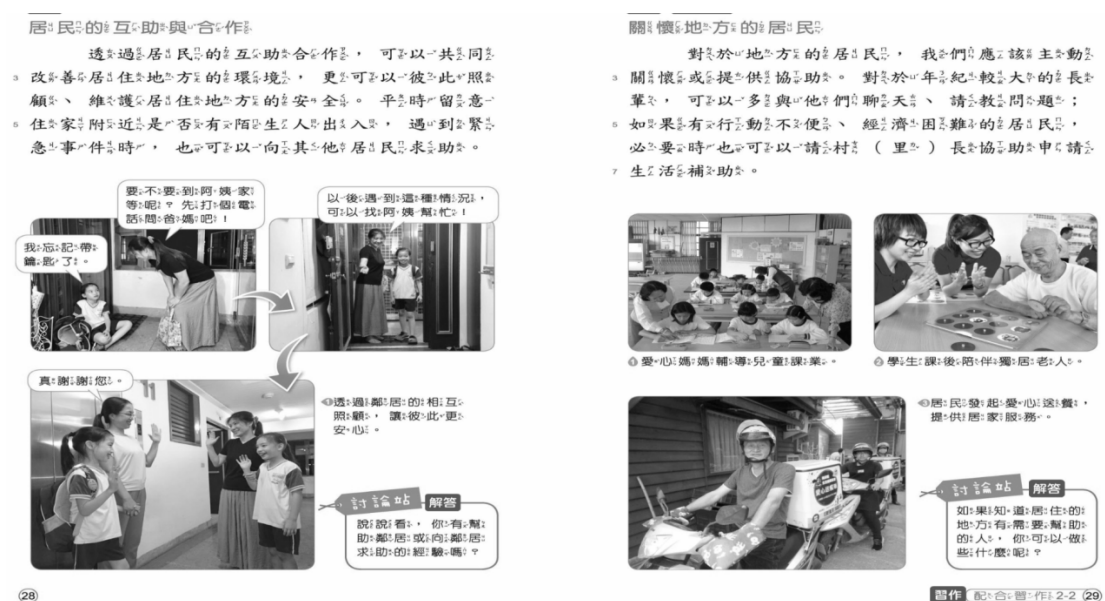 居民的互助與合作
透過居民的互助合作，可以共同
3 改善居住地方的環境，更可以彼此照
顧、維護居住地方的安全。平時留意
5 住家附近是否有陌生人出入，遇到緊
急事件時，也可以向其他居民求助。
要不要到阿姨家
等呢？先打個電
話問爸媽吧！
我忘記帶
鑰匙了。
以後遇到這種情況，
可以找阿姨幫忙！
真謝謝您。
11
❶透過鄰居的相互
照顧，讓彼此更
安心。
討論站 解答
說說看，你有幫
助鄰居或向鄰居
求助的經驗嗎？
28
關懷地方的居民
對於地方的居民，我們應該主動
3 關懷或提供協助。對於年紀較大的長
輩，可以多與他們聊天、請教問題；
5 如果有行動不便、經濟困難的居民，
必要時也可以請村（里）長協助申請
7 生活補助。
❶愛心媽媽輔導兒童課業。
❷學生課後陪伴獨居老人。
❸居民發起愛心送餐，
提供居家服務。
討論站 解答
如果知道居住的
地方有需要幫助
的人，你可以做
些什麼呢？
習作 配合習作2-2 29